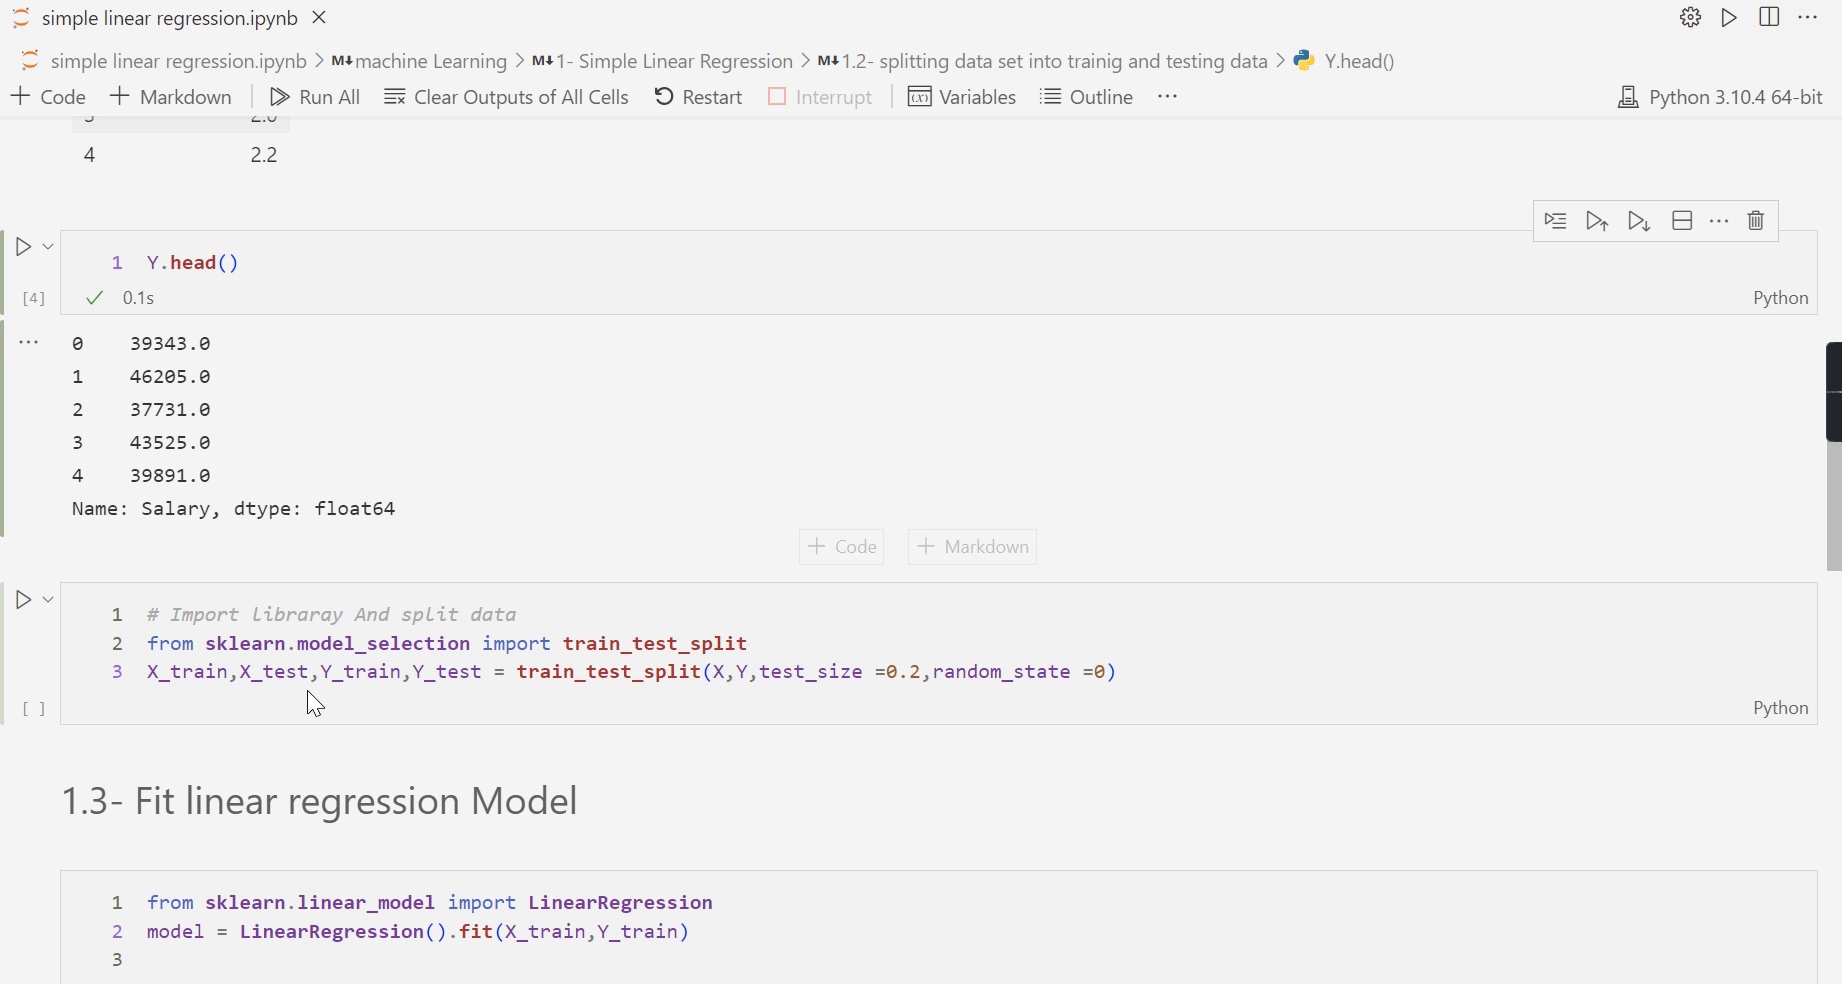 simple linear regression.ipynb
simple linear regression.ipynb > M↓ machine Learning > M↓ 1- Simple Linear Regression > M↓ 1.2- splitting data set into trainig and testing data > Y.head()
+ Code + Markdown Run All Clear Outputs of All Cells Restart Interrupt Variables Outline ... Python 3.10.4 64-bit
3 2.0
4 2.2
1 Y.head()
[4] ✓ 0.1s Python
0 39343.0
1 46205.0
2 37731.0
3 43525.0
4 39891.0
Name: Salary, dtype: float64
+ Code + Markdown
1 # Import libraray And split data
2 from sklearn.model_selection import train_test_split
3 X_train,X_test,Y_train,Y_test = train_test_split(X,Y,test_size =0.2,random_state =0)
[ ] Python
1.3- Fit linear regression Model
1 from sklearn.linear_model import LinearRegression
2 model = LinearRegression().fit(X_train,Y_train)
3